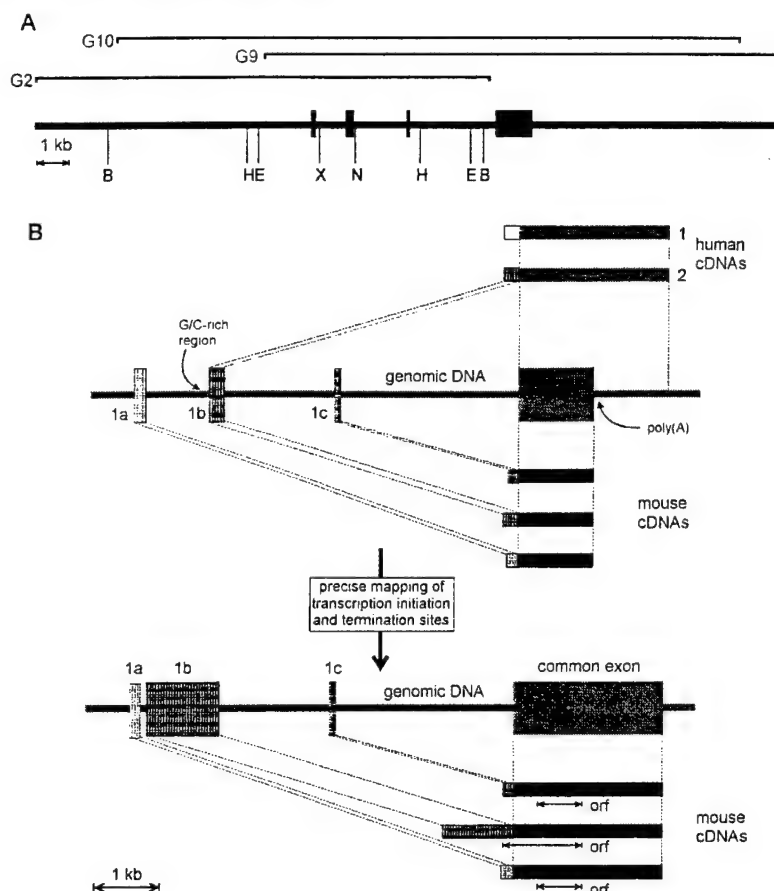 A
G10
G9
G2
1 kb
B HE X N H E B
B
1
human
cDNAs
2
G/C-rich
region
genomic DNA
1a 1b 1c
poly(A)
mouse
cDNAs
precise mapping of
transcription initiation
and termination sites
1a 1b 1c common exon
genomic DNA
orf
mouse
cDNAs
orf
1 kb
orf